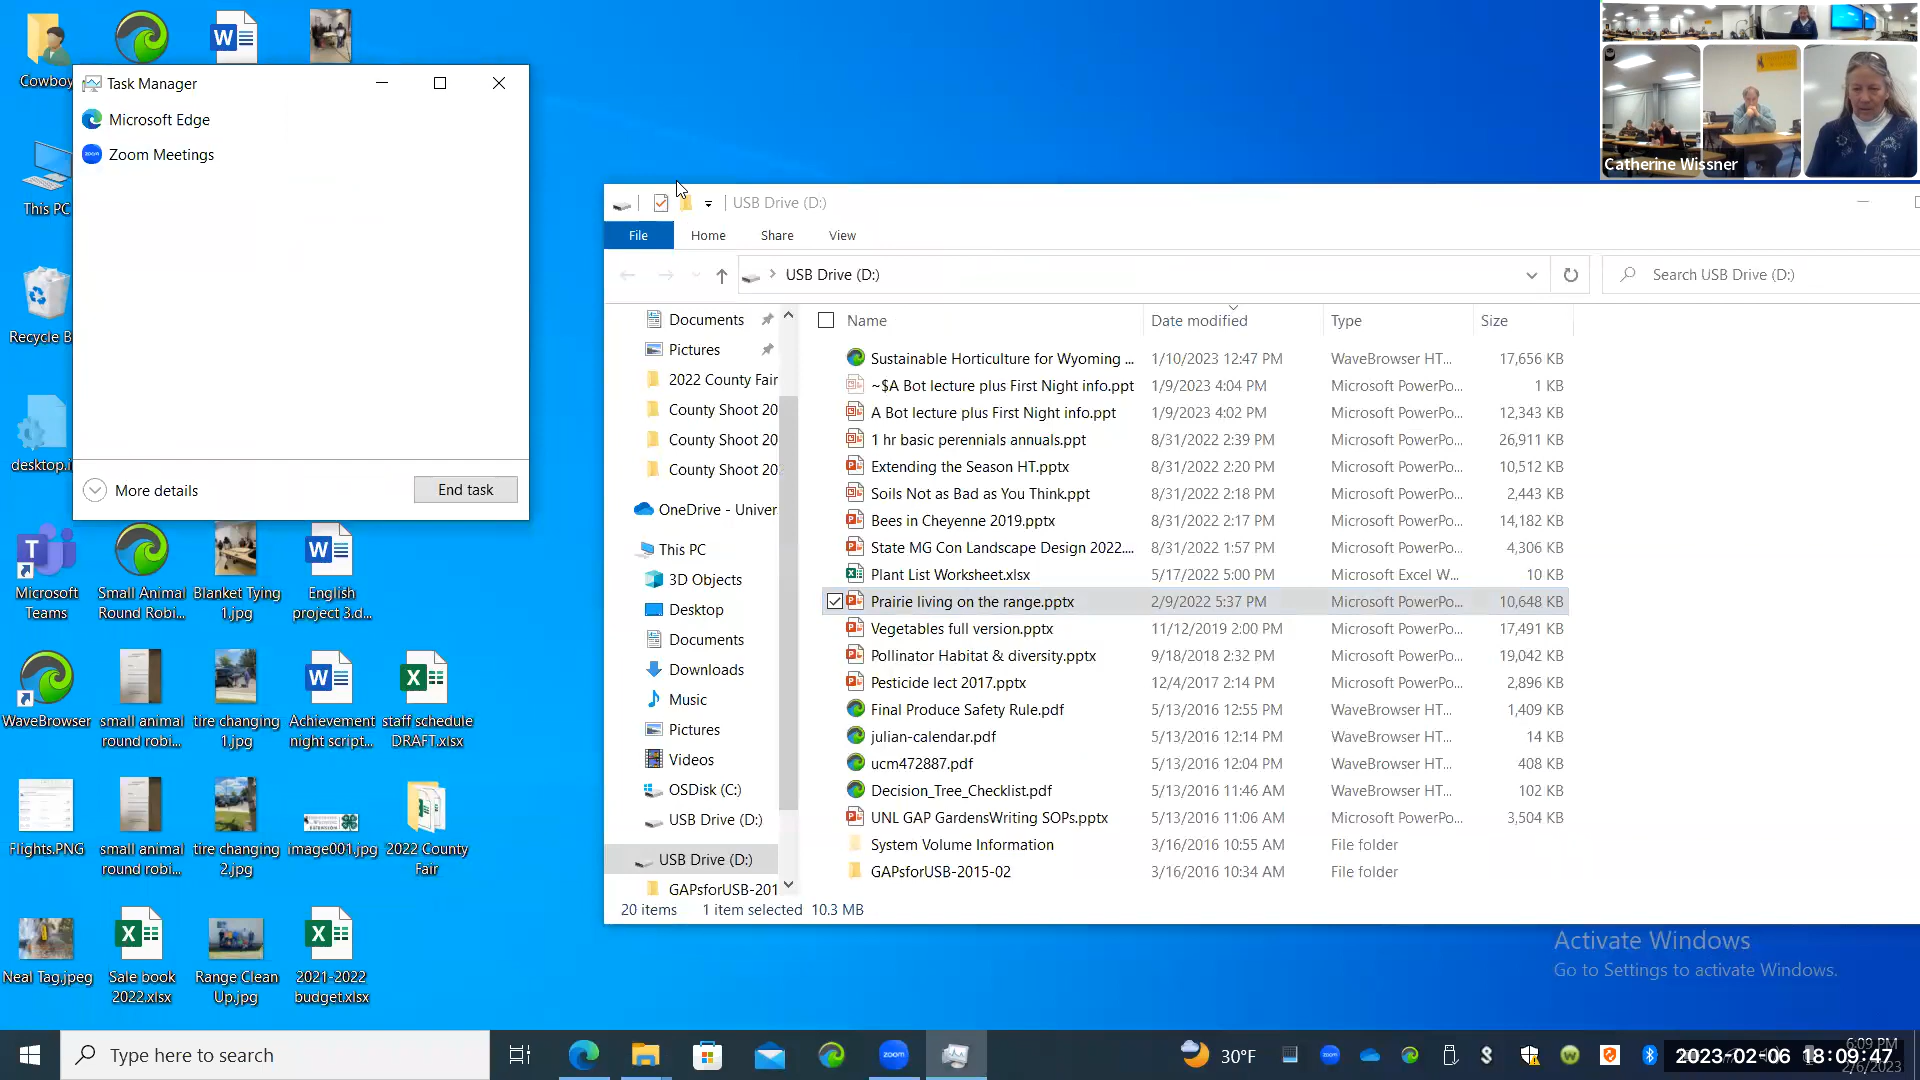 Cowboy
This PC
Recycle B
desktop.i
Task Manager
Microsoft Edge
Zoom Meetings
More details
End task
Microsoft
Teams
Small Animal
Round Robi...
Blanket Tying
1.jpg
English
project 3.d...
WaveBrowser
small animal
round robi...
tire changing
1.jpg
Achievement
night script...
staff schedule
DRAFT.xlsx
Flights.PNG
small animal
round robi...
tire changing
2.jpg
image001.jpg
2022 County
Fair
Neal Tag.jpeg
Sale book
2022.xlsx
Range Clean
Up.jpg
2021-2022
budget.xlsx
Catherine Wissner
USB Drive (D:)
File Home Share View
USB Drive (D:)
Search USB Drive (D:)
Documents
Pictures
2022 County Fair
County Shoot 20
County Shoot 20
County Shoot 20
OneDrive - Univer
This PC
3D Objects
Desktop
Documents
Downloads
Music
Pictures
Videos
OSDisk (C:)
USB Drive (D:)
USB Drive (D:)
GAPsforUSB-201
Name Date modified Type Size
Sustainable Horticulture for Wyoming ... 1/10/2023 12:47 PM WaveBrowser HT... 17,656 KB
~$A Bot lecture plus First Night info.ppt 1/9/2023 4:04 PM Microsoft PowerPo... 1 KB
A Bot lecture plus First Night info.ppt 1/9/2023 4:02 PM Microsoft PowerPo... 12,343 KB
1 hr basic perennials annuals.ppt 8/31/2022 2:39 PM Microsoft PowerPo... 26,911 KB
Extending the Season HT.pptx 8/31/2022 2:20 PM Microsoft PowerPo... 10,512 KB
Soils Not as Bad as You Think.ppt 8/31/2022 2:18 PM Microsoft PowerPo... 2,443 KB
Bees in Cheyenne 2019.pptx 8/31/2022 2:17 PM Microsoft PowerPo... 14,182 KB
State MG Con Landscape Design 2022.... 8/31/2022 1:57 PM Microsoft PowerPo... 4,306 KB
Plant List Worksheet.xlsx 5/17/2022 5:00 PM Microsoft Excel W... 10 KB
Prairie living on the range.pptx 2/9/2022 5:37 PM Microsoft PowerPo... 10,648 KB
Vegetables full version.pptx 11/12/2019 2:00 PM Microsoft PowerPo... 17,491 KB
Pollinator Habitat & diversity.pptx 9/18/2018 2:32 PM Microsoft PowerPo... 19,042 KB
Pesticide lect 2017.pptx 12/4/2017 2:14 PM Microsoft PowerPo... 2,896 KB
Final Produce Safety Rule.pdf 5/13/2016 12:55 PM WaveBrowser HT... 1,409 KB
julian-calendar.pdf 5/13/2016 12:14 PM WaveBrowser HT... 14 KB
ucm472887.pdf 5/13/2016 12:04 PM WaveBrowser HT... 408 KB
Decision_Tree_Checklist.pdf 5/13/2016 11:46 AM WaveBrowser HT... 102 KB
UNL GAP GardensWriting SOPs.pptx 5/13/2016 11:06 AM Microsoft PowerPo... 3,504 KB
System Volume Information 3/16/2016 10:55 AM File folder
GAPsforUSB-2015-02 3/16/2016 10:34 AM File folder
20 items 1 item selected 10.3 MB
Activate Windows
Go to Settings to activate Windows.
Type here to search
zoom
30°F
6:09 PM
2/6/2023
2023-02-06 18:09:47